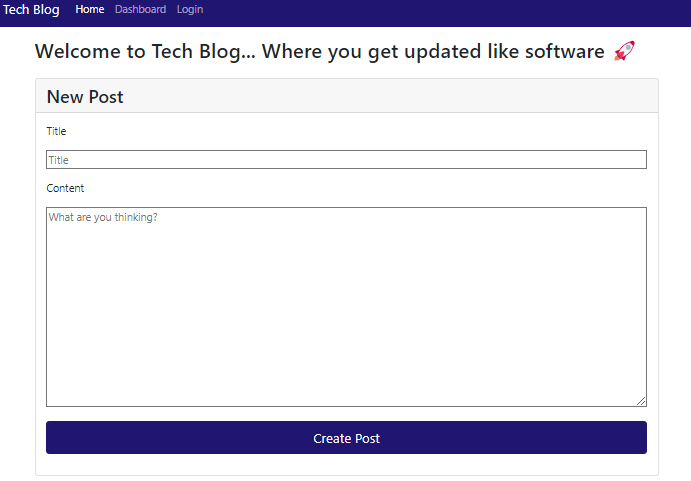 Tech Blog Home Dashboard Login
Welcome to Tech Blog... Where you get updated like software 🚀
New Post
Title
Title
Content
What are you thinking?
Create Post